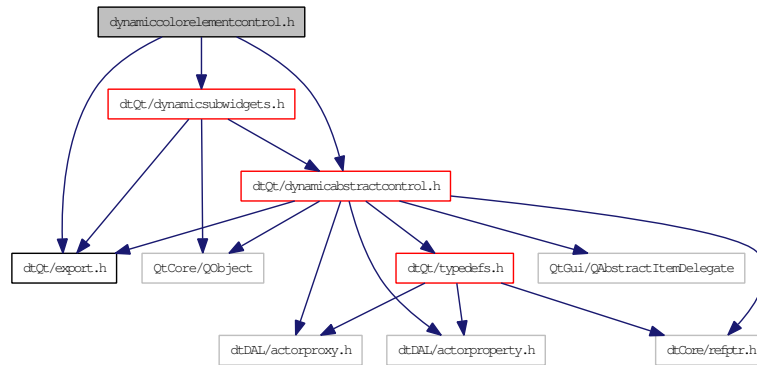 dynamiccolorelementcontrol.h
dtQt/dynamicsubwidgets.h
dtQt/dynamicabstractcontrol.h
dtQt/export.h
QtCore/QObject
dtQt/typedefs.h
QtGui/QAbstractItemDelegate
dtDAL/actorproxy.h
dtDAL/actorproperty.h
dtCore/refptr.h